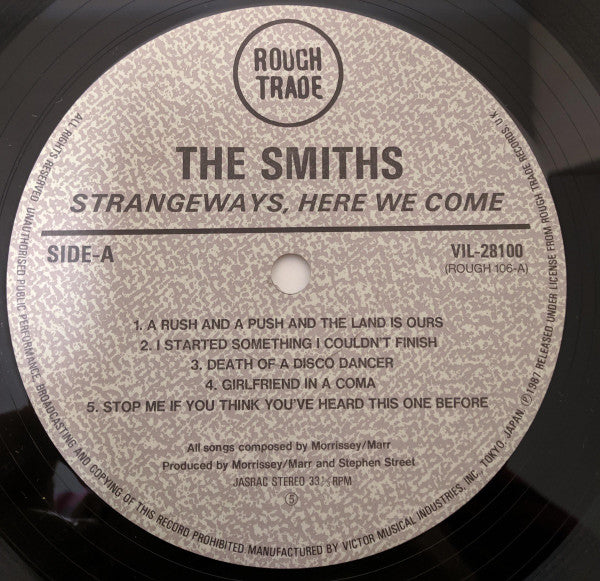 ROUGH
TRADE
THE SMITHS
STRANGEWAYS, HERE WE COME
SIDE-A
VIL-28100
(ROUGH 106-A)
1. A RUSH AND A PUSH AND THE LAND IS OURS
2. I STARTED SOMETHING I COULDN'T FINISH
3. DEATH OF A DISCO DANCER
4. GIRLFRIEND IN A COMA
5. STOP ME IF YOU THINK YOU'VE HEARD THIS ONE BEFORE
All songs composed by Morrissey/Marr
Produced by Morrissey/Marr and Stephen Street
JASRAC STEREO 33⅓ RPM
Ⓢ
ALL RIGHTS RESERVED. UNAUTHORISED PUBLIC PERFORMANCE, BROADCASTING AND COPYING OF THIS RECORD PROHIBITED MANUFACTURED BY VICTOR MUSICAL INDUSTRIES, INC., TOKYO, JAPAN. ℗1987 RELEASED UNDER LICENSE FROM ROUGH TRADE RECORDS U.K.